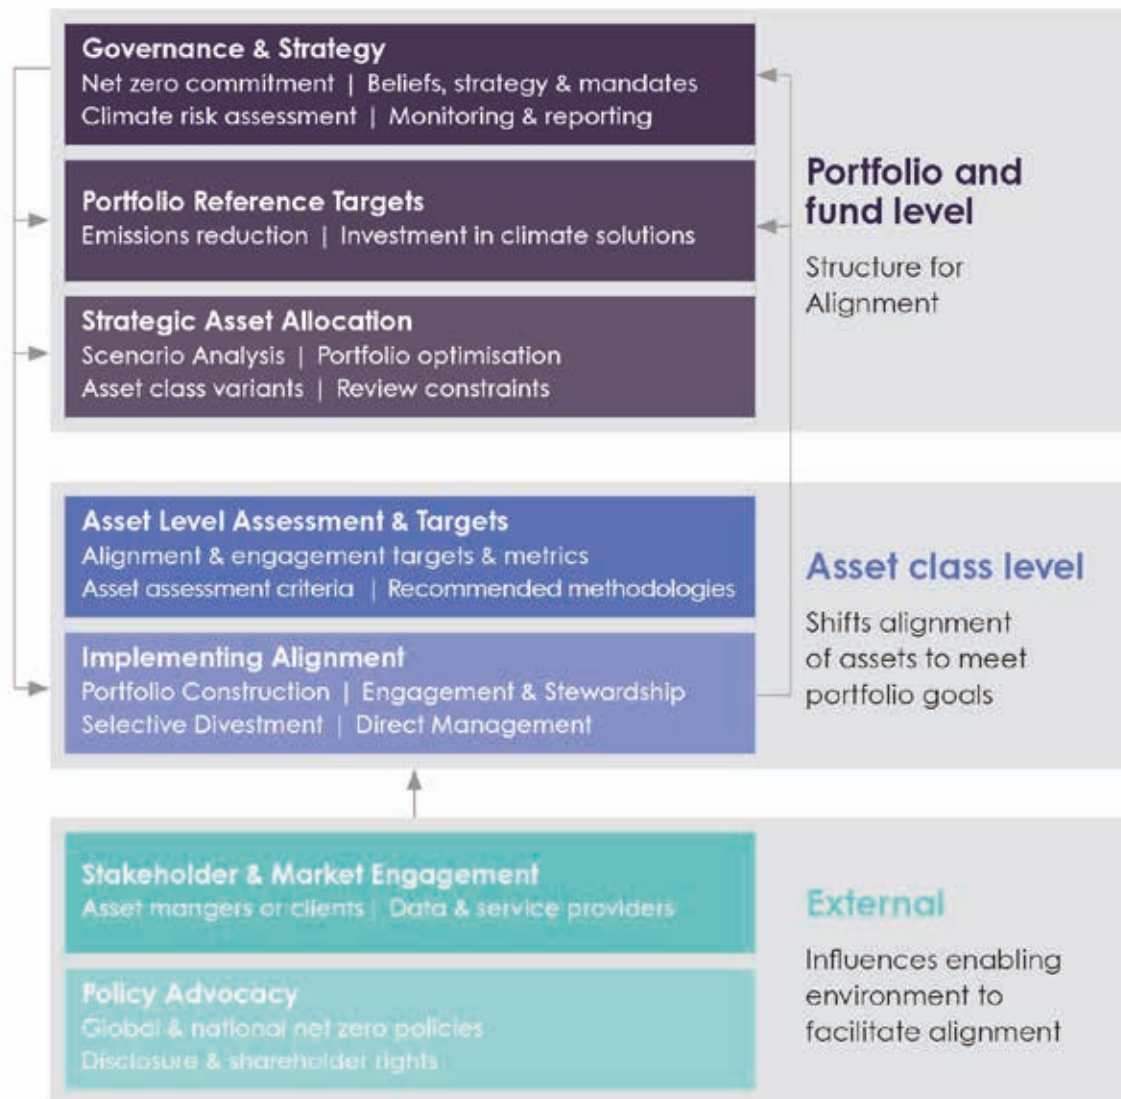 Governance & Strategy
Net zero commitment | Beliefs, strategy & mandates
Climate risk assessment | Monitoring & reporting
Portfolio Reference Targets
Emissions reduction | Investment in climate solutions
Strategic Asset Allocation
Scenario Analysis | Portfolio optimisation
Asset class variants | Review constraints
Portfolio and
fund level
Structure for
Alignment
Asset Level Assessment & Targets
Alignment & engagement targets & metrics
Asset assessment criteria | Recommended methodologies
Implementing Alignment
Portfolio Construction | Engagement & Stewardship
Selective Divestment | Direct Management
Asset class level
Shifts alignment
of assets to meet
portfolio goals
Stakeholder & Market Engagement
Asset mangers or clients | Data & service providers
Policy Advocacy
Global & national net zero policies
Disclosure & shareholder rights
External
Influences enabling
environment to
facilitate alignment